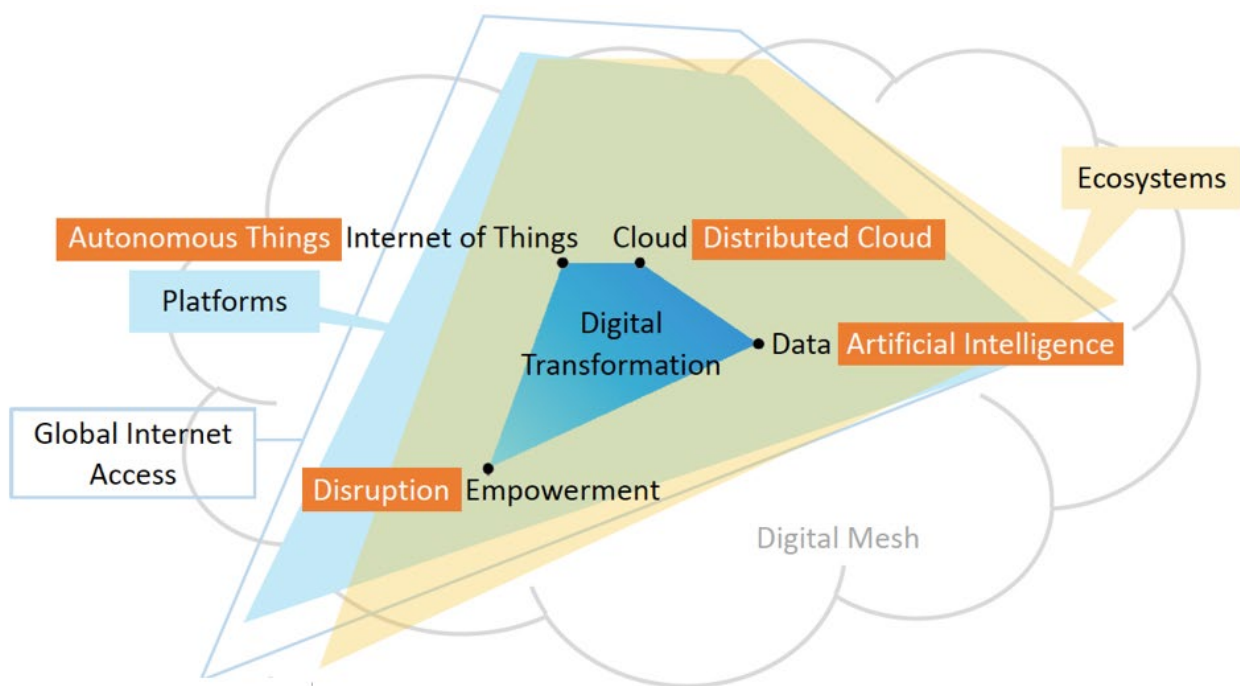 Ecosystems
Autonomous Things Internet of Things Cloud Distributed Cloud
Platforms
Digital
Transformation
Data Artificial Intelligence
Global Internet
Access
Disruption Empowerment
Digital Mesh